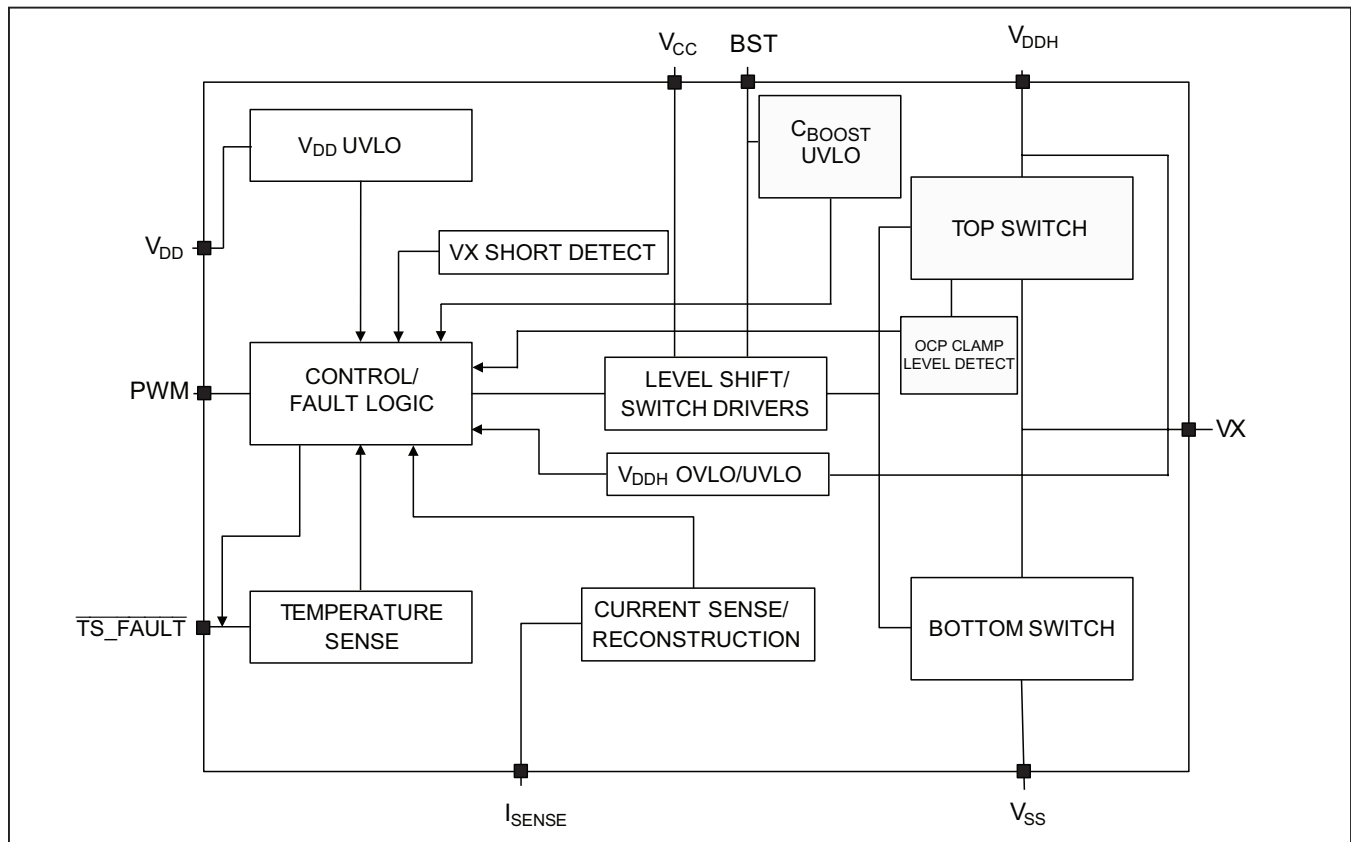 VCC
BST
VDDH
VDD UVLO
CBOOST
UVLO
TOP SWITCH
VDD
VX SHORT DETECT
OCP CLAMP
LEVEL DETECT
PWM
CONTROL/
FAULT LOGIC
LEVEL SHIFT/
SWITCH DRIVERS
VX
VDDH OVLO/UVLO
TS_FAULT
TEMPERATURE
SENSE
CURRENT SENSE/
RECONSTRUCTION
BOTTOM SWITCH
ISENSE
VSS